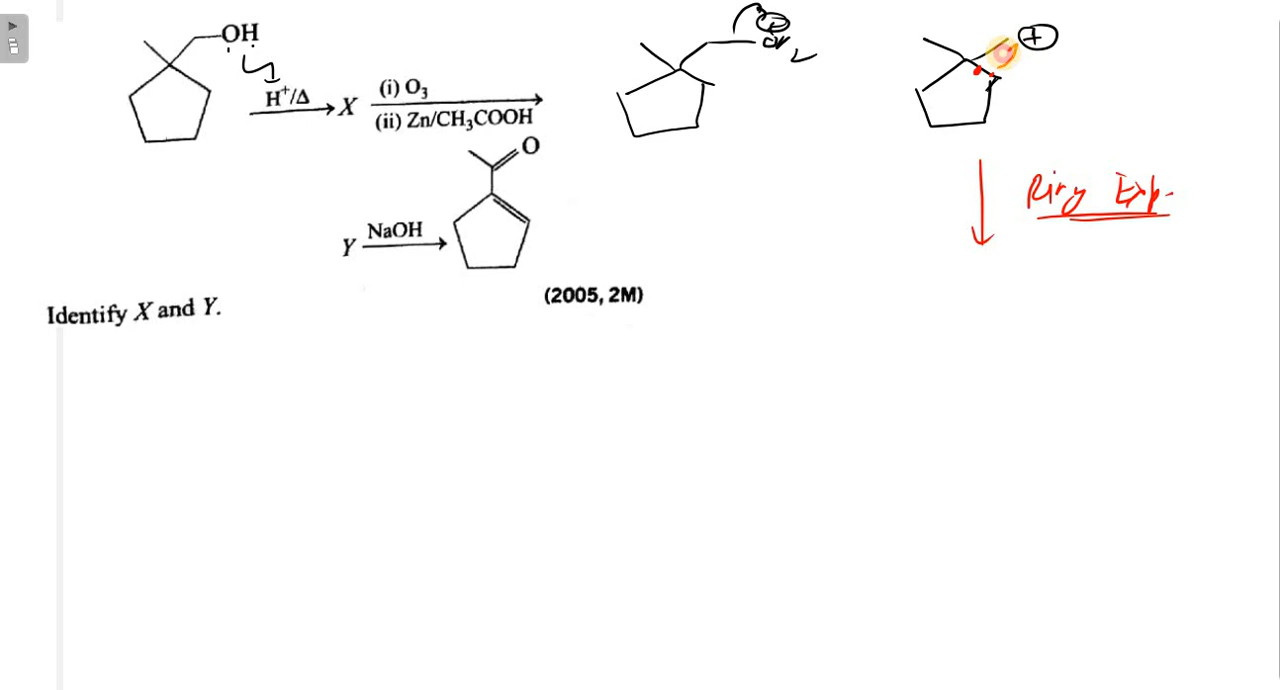 OH
H⁺/Δ
X
(i) O₃
(ii) Zn/CH₃COOH
O
Y
NaOH
(2005, 2M)
Identify X and Y.
+
Ring Exp.